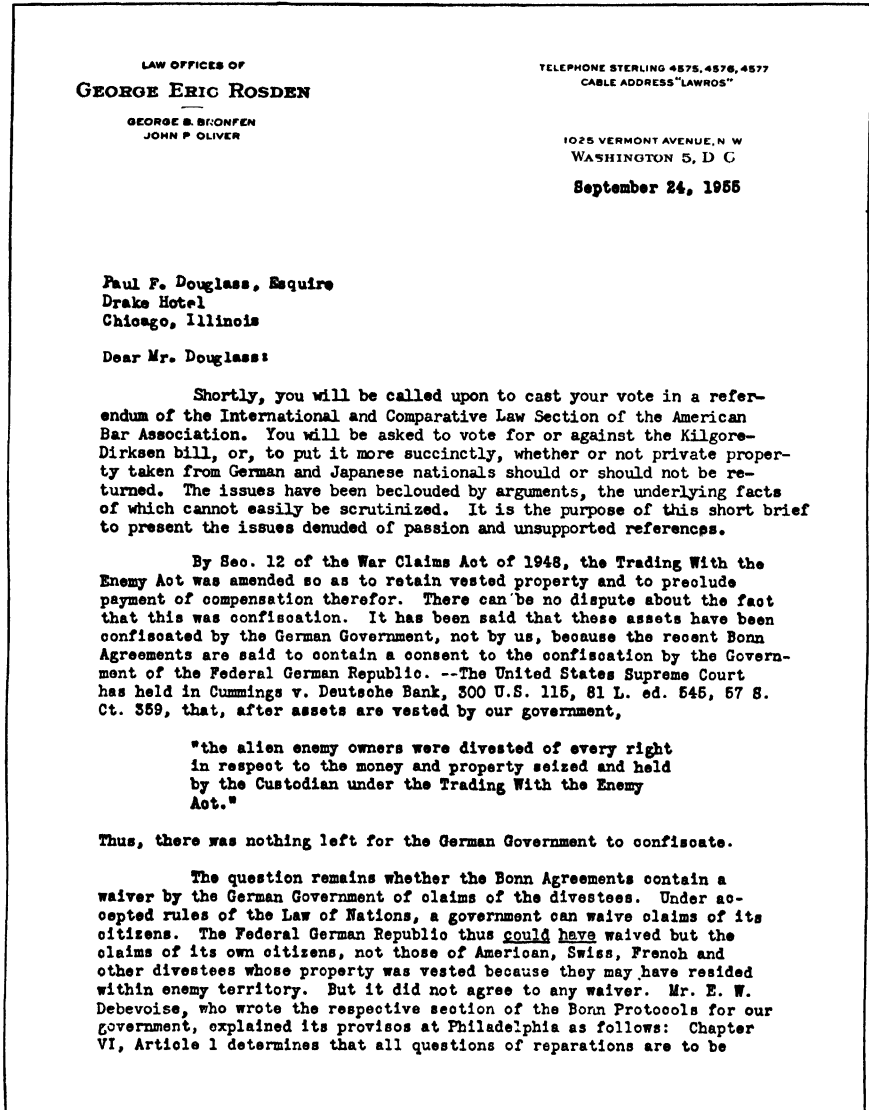 LAW OFFICES OF
GEORGE ERIC ROSDEN
GEORGE B. BRONFEN
JOHN P OLIVER
TELEPHONE STERLING 4575, 4576, 4577
CABLE ADDRESS "LAWROS"
1025 VERMONT AVENUE, N W
WASHINGTON 5, D C
September 24, 1955
Paul F. Douglass, Esquire
Drake Hotel
Chicago, Illinois
Dear Mr. Douglass:
Shortly, you will be called upon to cast your vote in a refer-
endum of the International and Comparative Law Section of the American
Bar Association. You will be asked to vote for or against the Kilgore-
Dirksen bill, or, to put it more succinctly, whether or not private proper-
ty taken from German and Japanese nationals should or should not be re-
turned. The issues have been beclouded by arguments, the underlying facts
of which cannot easily be scrutinized. It is the purpose of this short brief
to present the issues denuded of passion and unsupported references.
By Sec. 12 of the War Claims Act of 1948, the Trading With the
Enemy Act was amended so as to retain vested property and to preclude
payment of compensation therefor. There can be no dispute about the fact
that this was confiscation. It has been said that these assets have been
confiscated by the German Government, not by us, because the recent Bonn
Agreements are said to contain a consent to the confiscation by the Govern-
ment of the Federal German Republic. --The United States Supreme Court
has held in Cummings v. Deutsche Bank, 300 U.S. 115, 81 L. ed. 545, 57 S.
Ct. 359, that, after assets are vested by our government,
"the alien enemy owners were divested of every right
in respect to the money and property seized and held
by the Custodian under the Trading With the Enemy
Act."
Thus, there was nothing left for the German Government to confiscate.
The question remains whether the Bonn Agreements contain a
waiver by the German Government of claims of the divestees. Under ac-
cepted rules of the Law of Nations, a government can waive claims of its
citizens. The Federal German Republic thus could have waived but the
claims of its own citizens, not those of American, Swiss, French and
other divestees whose property was vested because they may have resided
within enemy territory. But it did not agree to any waiver. Mr. E. W.
Debevoise, who wrote the respective section of the Bonn Protocols for our
government, explained its provisos at Philadelphia as follows: Chapter
VI, Article 1 determines that all questions of reparations are to be